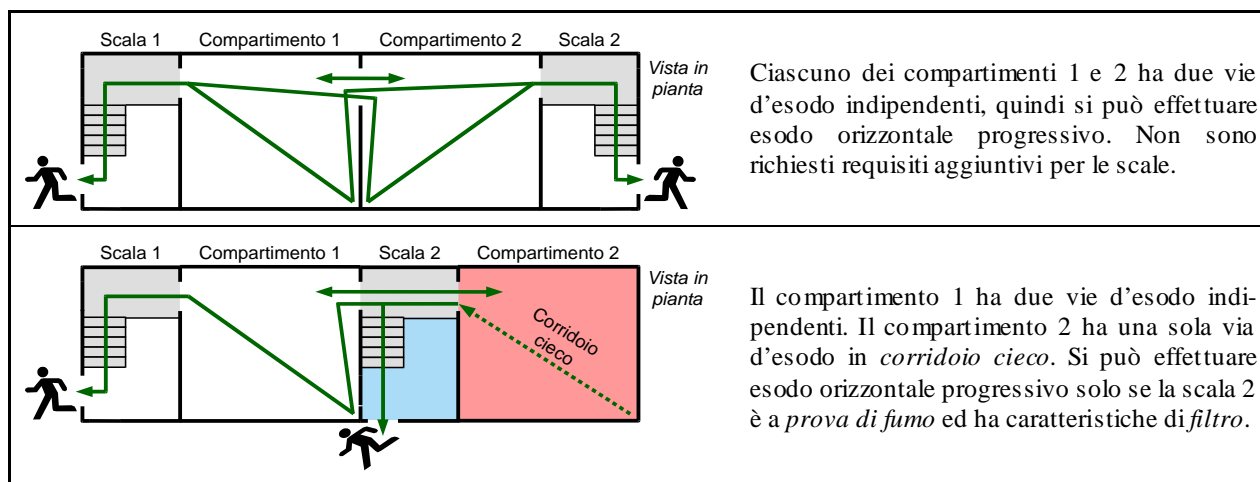 Scala 1 Compartimento 1 Compartimento 2 Scala 2
Vista in
pianta
Ciascuno dei compartimenti 1 e 2 ha due vie
d’esodo indipendenti, quindi si può effettuare
esodo orizzontale progressivo. Non sono
richiesti requisiti aggiuntivi per le scale.
Scala 1 Compartimento 1 Scala 2 Compartimento 2
Vista in
pianta
Corridoio
cieco
Il compartimento 1 ha due vie d’esodo indi-
pendenti. Il compartimento 2 ha una sola via
d’esodo in corridoio cieco. Si può effettuare
esodo orizzontale progressivo solo se la scala 2
è a prova di fumo ed ha caratteristiche di filtro.